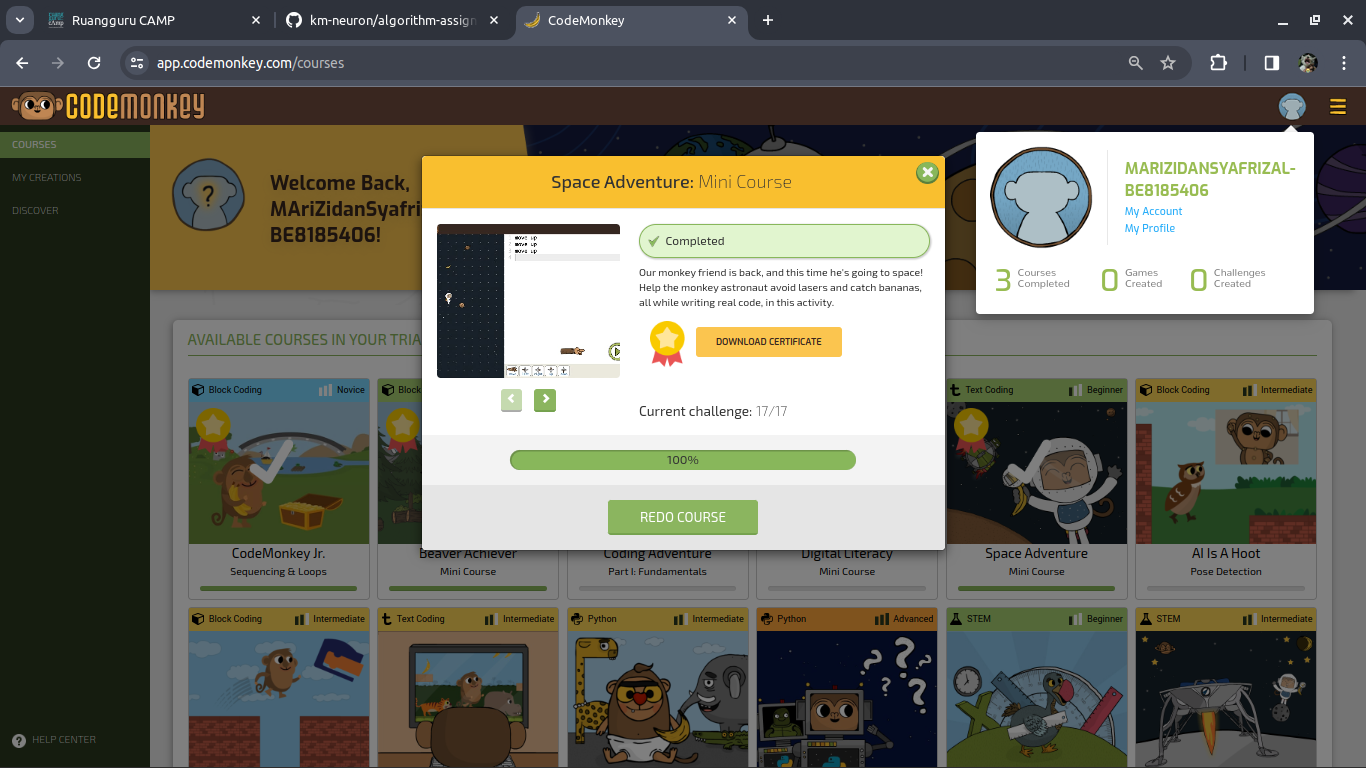 Ruangguru CAMP
km-neuron/algorithm-assign
CodeMonkey
app.codemonkey.com/courses
CODEMONKEY
COURSES
MY CREATIONS
DISCOVER
HELP CENTER
?
Welcome Back,
MAriZidanSyafri
BE8185406!
MARIZIDANSYAFRIZAL-
BE8185406
My Account
My Profile
3 Courses Completed
0 Games Created
0 Challenges Created
Space Adventure: Mini Course
move up
move up
move up
Completed
Our monkey friend is back, and this time he's going to space!
Help the monkey astronaut avoid lasers and catch bananas,
all while writing real code, in this activity.
DOWNLOAD CERTIFICATE
Current challenge: 17/17
100%
REDO COURSE
AVAILABLE COURSES IN YOUR TRIA
Block Coding Novice
Block
Text Coding Beginner
Block Coding Intermediate
CodeMonkey Jr.
Sequencing & Loops
Beaver Achiever
Mini Course
Coding Adventure
Part I: Fundamentals
Digital Literacy
Mini Course
Space Adventure
Mini Course
AI Is A Hoot
Pose Detection
Block Coding Intermediate
Text Coding Intermediate
Python Intermediate
Python Advanced
STEM Beginner
STEM Intermediate